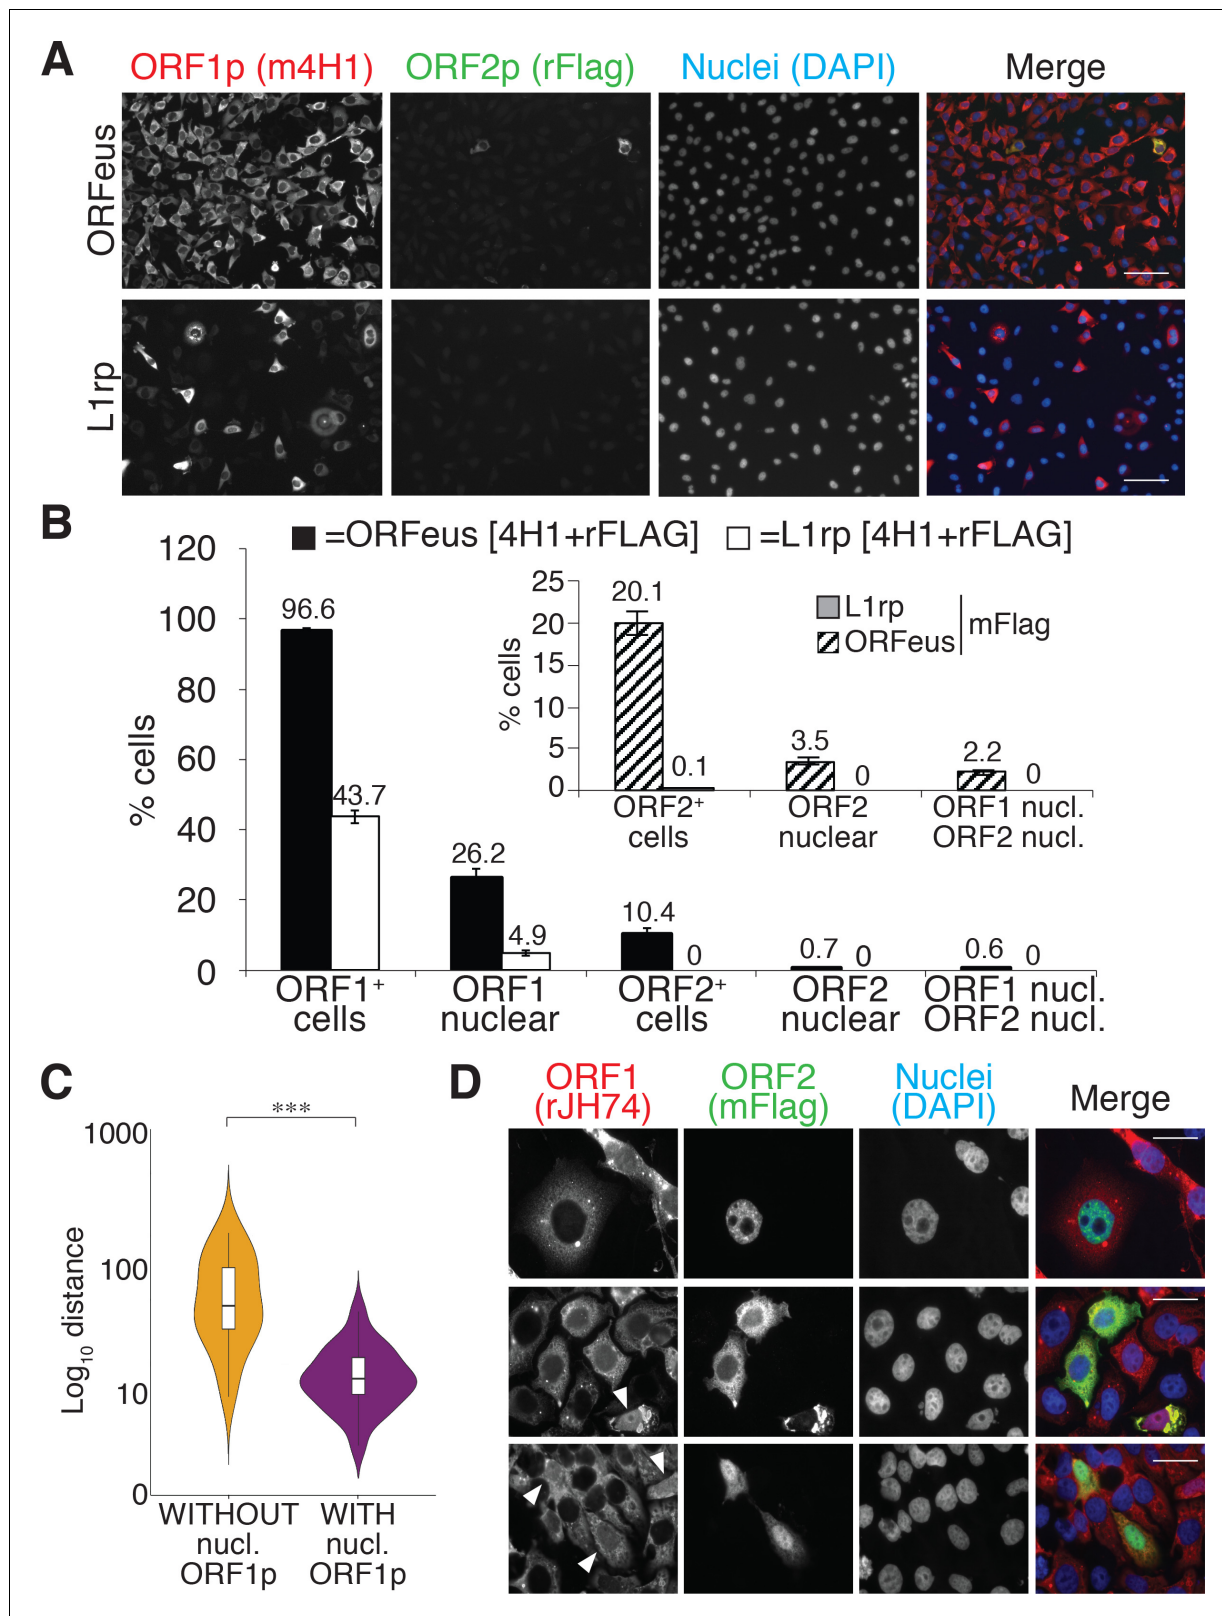 A
ORF1p (m4H1)
ORF2p (rFlag)
Nuclei (DAPI)
Merge
ORFeus
L1rp
B
=ORFeus [4H1+rFLAG]
=L1rp [4H1+rFLAG]
% cells
120
100
80
60
40
20
0
96.6
43.7
26.2
4.9
10.4
0
0.7
0
0.6
0
ORF1+
cells
ORF1
nuclear
ORF2+
cells
ORF2
nuclear
ORF1 nucl.
ORF2 nucl.
% cells
25
20
15
10
5
0
20.1
0.1
3.5
0
2.2
0
L1rp
ORFeus
mFlag
ORF2+
cells
ORF2
nuclear
ORF1 nucl.
ORF2 nucl.
C
***
Log10 distance
1000
100
10
0
WITHOUT
nucl.
ORF1p
WITH
nucl.
ORF1p
D
ORF1
(rJH74)
ORF2
(mFlag)
Nuclei
(DAPI)
Merge